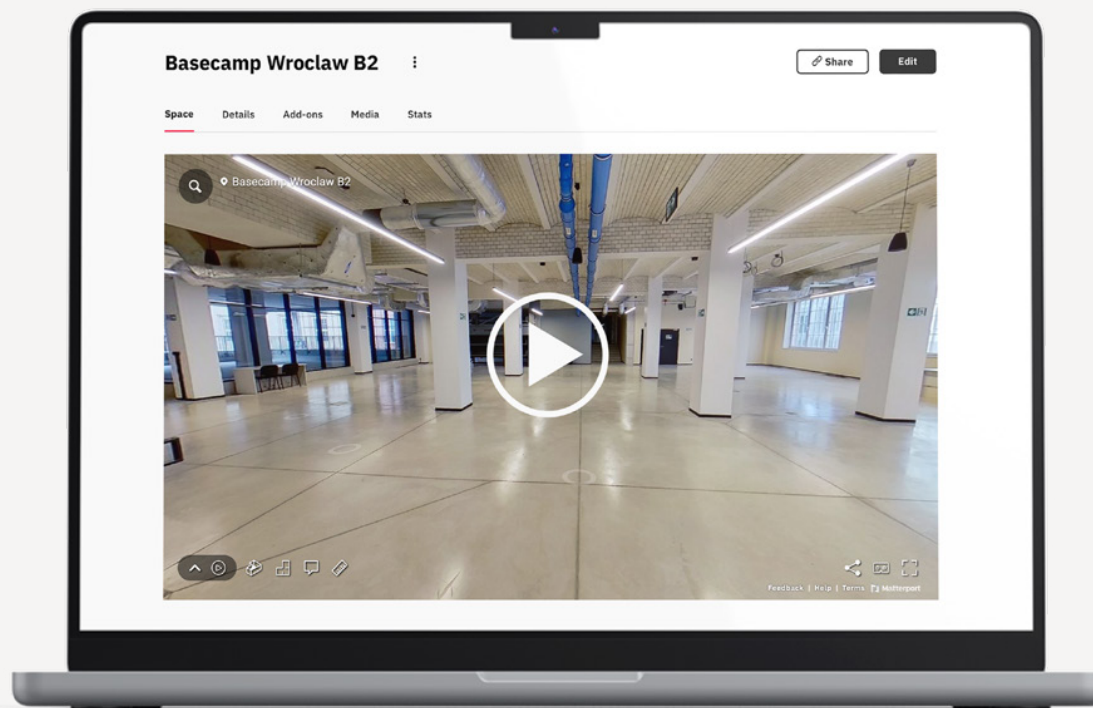 Basecamp Wroclaw B2
Share
Edit
Space
Details
Add-ons
Media
Stats
Basecamp Wroclaw B2
Feedback | Help | Terms
Matterport